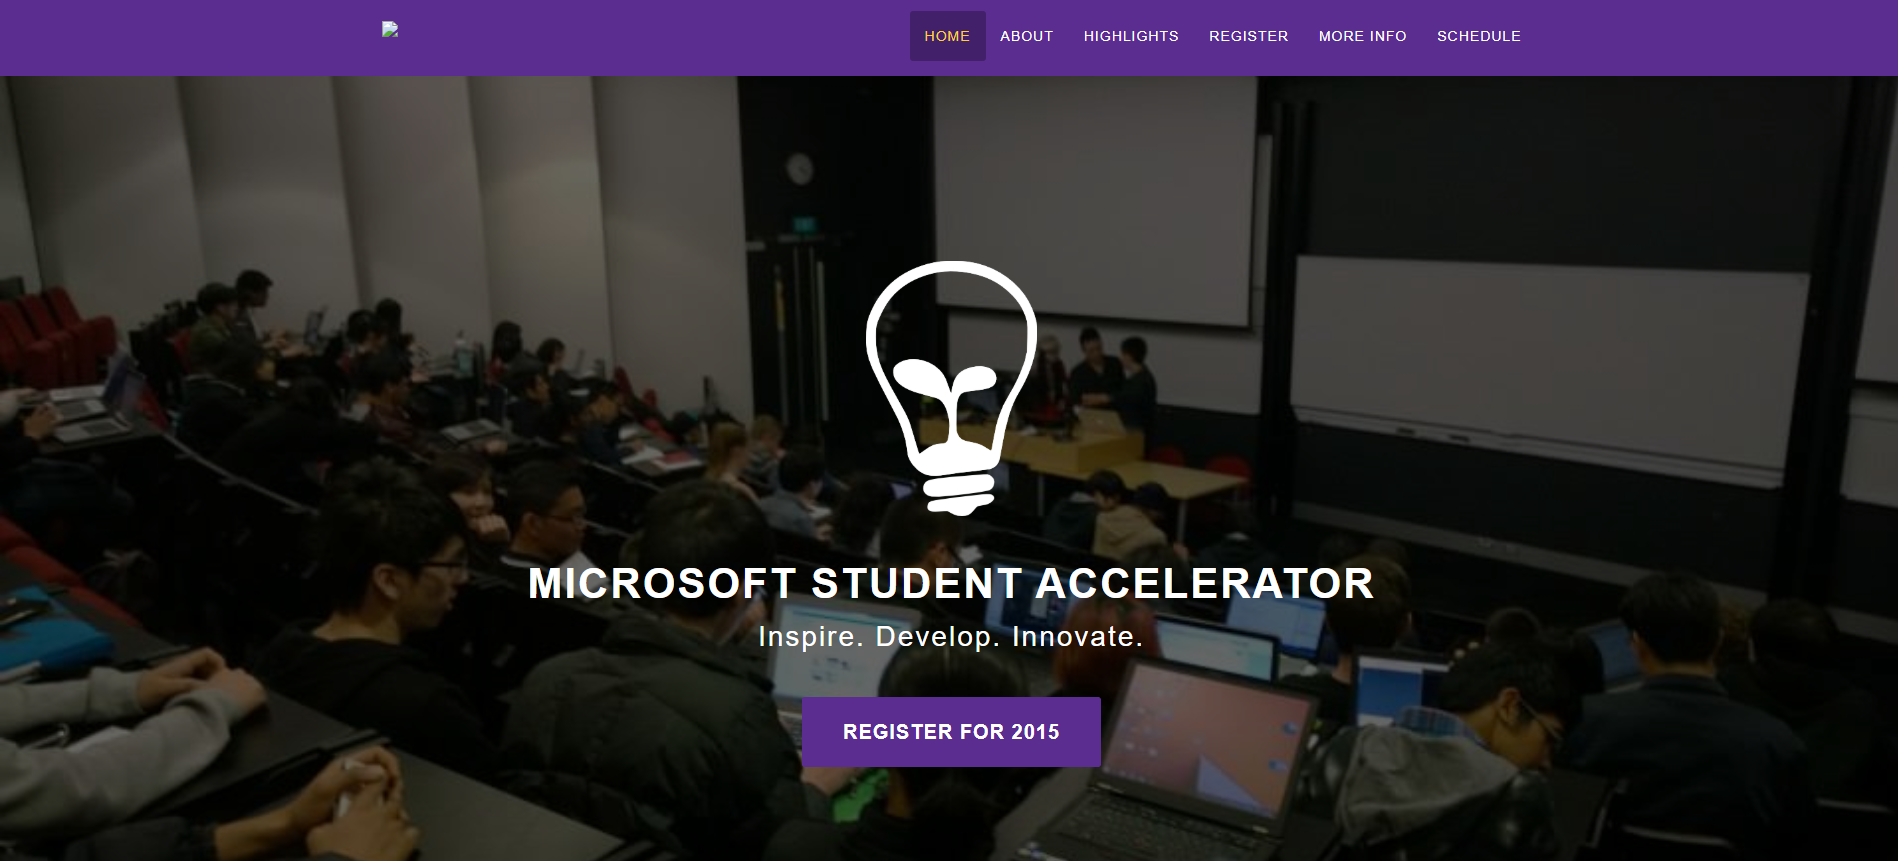 HOME ABOUT HIGHLIGHTS REGISTER MORE INFO SCHEDULE
MICROSOFT STUDENT ACCELERATOR
Inspire. Develop. Innovate.
REGISTER FOR 2015